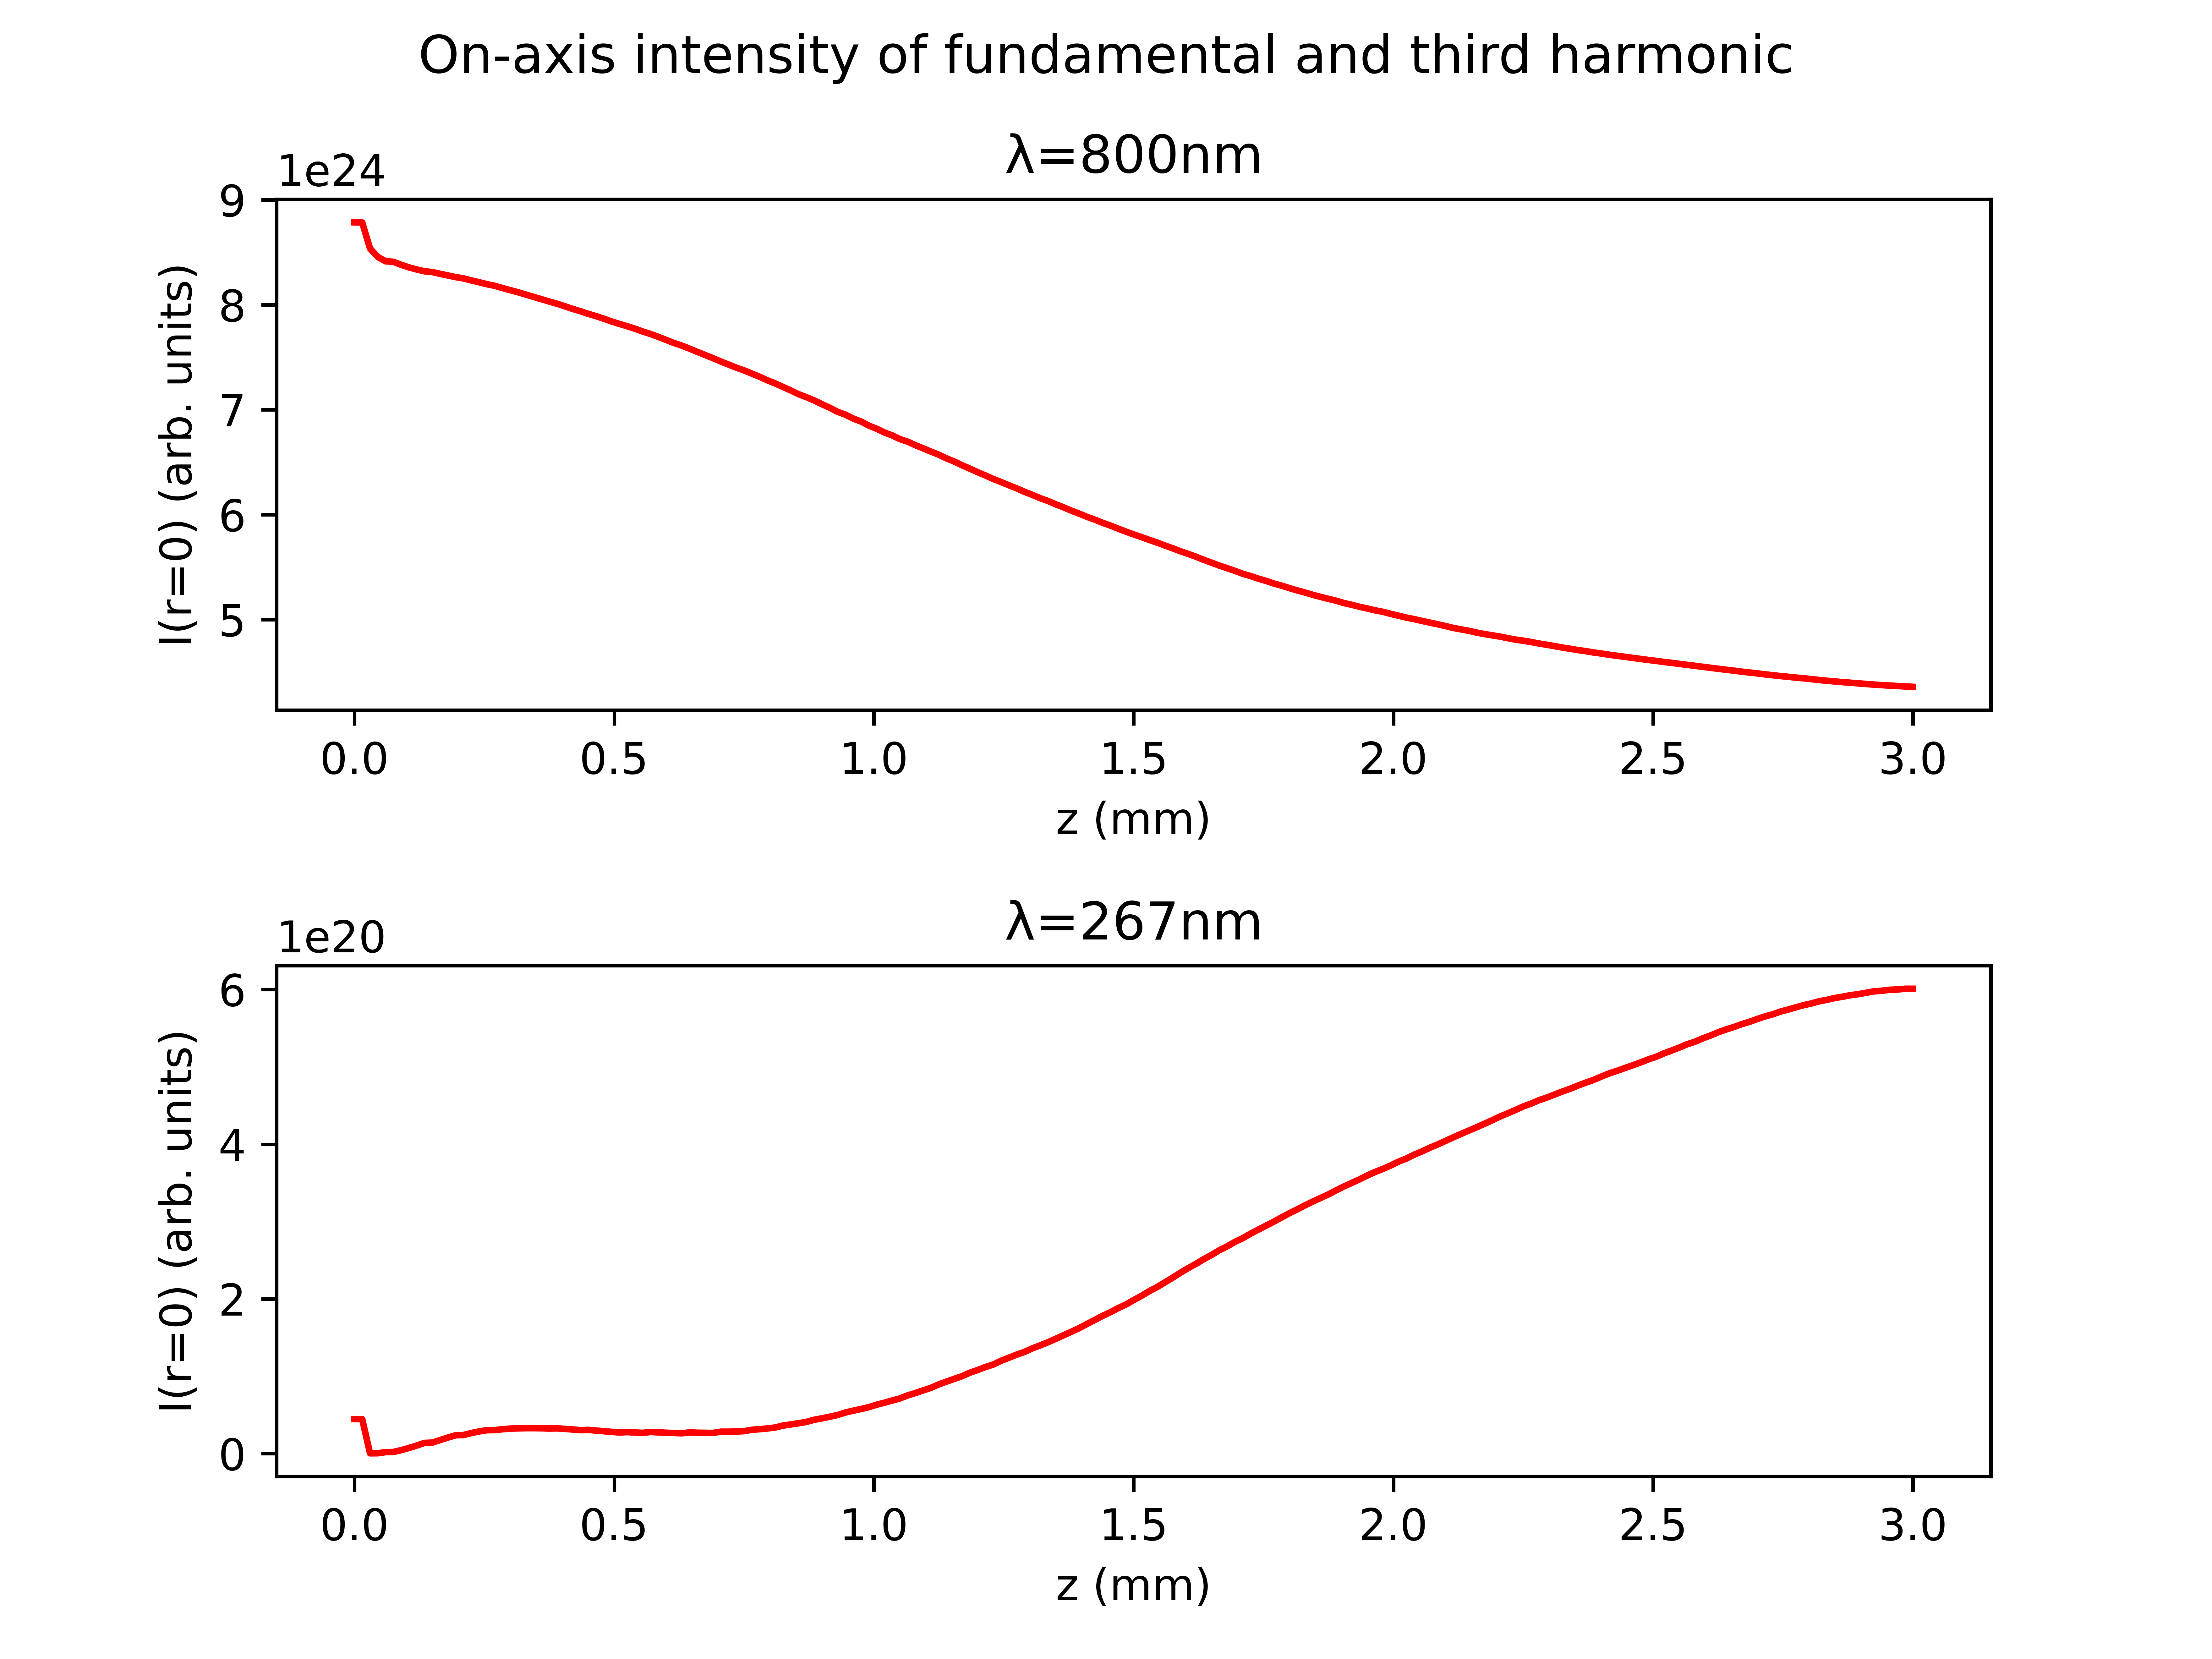 On-axis intensity of fundamental and third harmonic
λ=800nm
1e24
9
8
7
6
5
I(r=0) (arb. units)
0.0 0.5 1.0 1.5 2.0 2.5 3.0
z (mm)
λ=267nm
1e20
6
4
2
0
I(r=0) (arb. units)
0.0 0.5 1.0 1.5 2.0 2.5 3.0
z (mm)